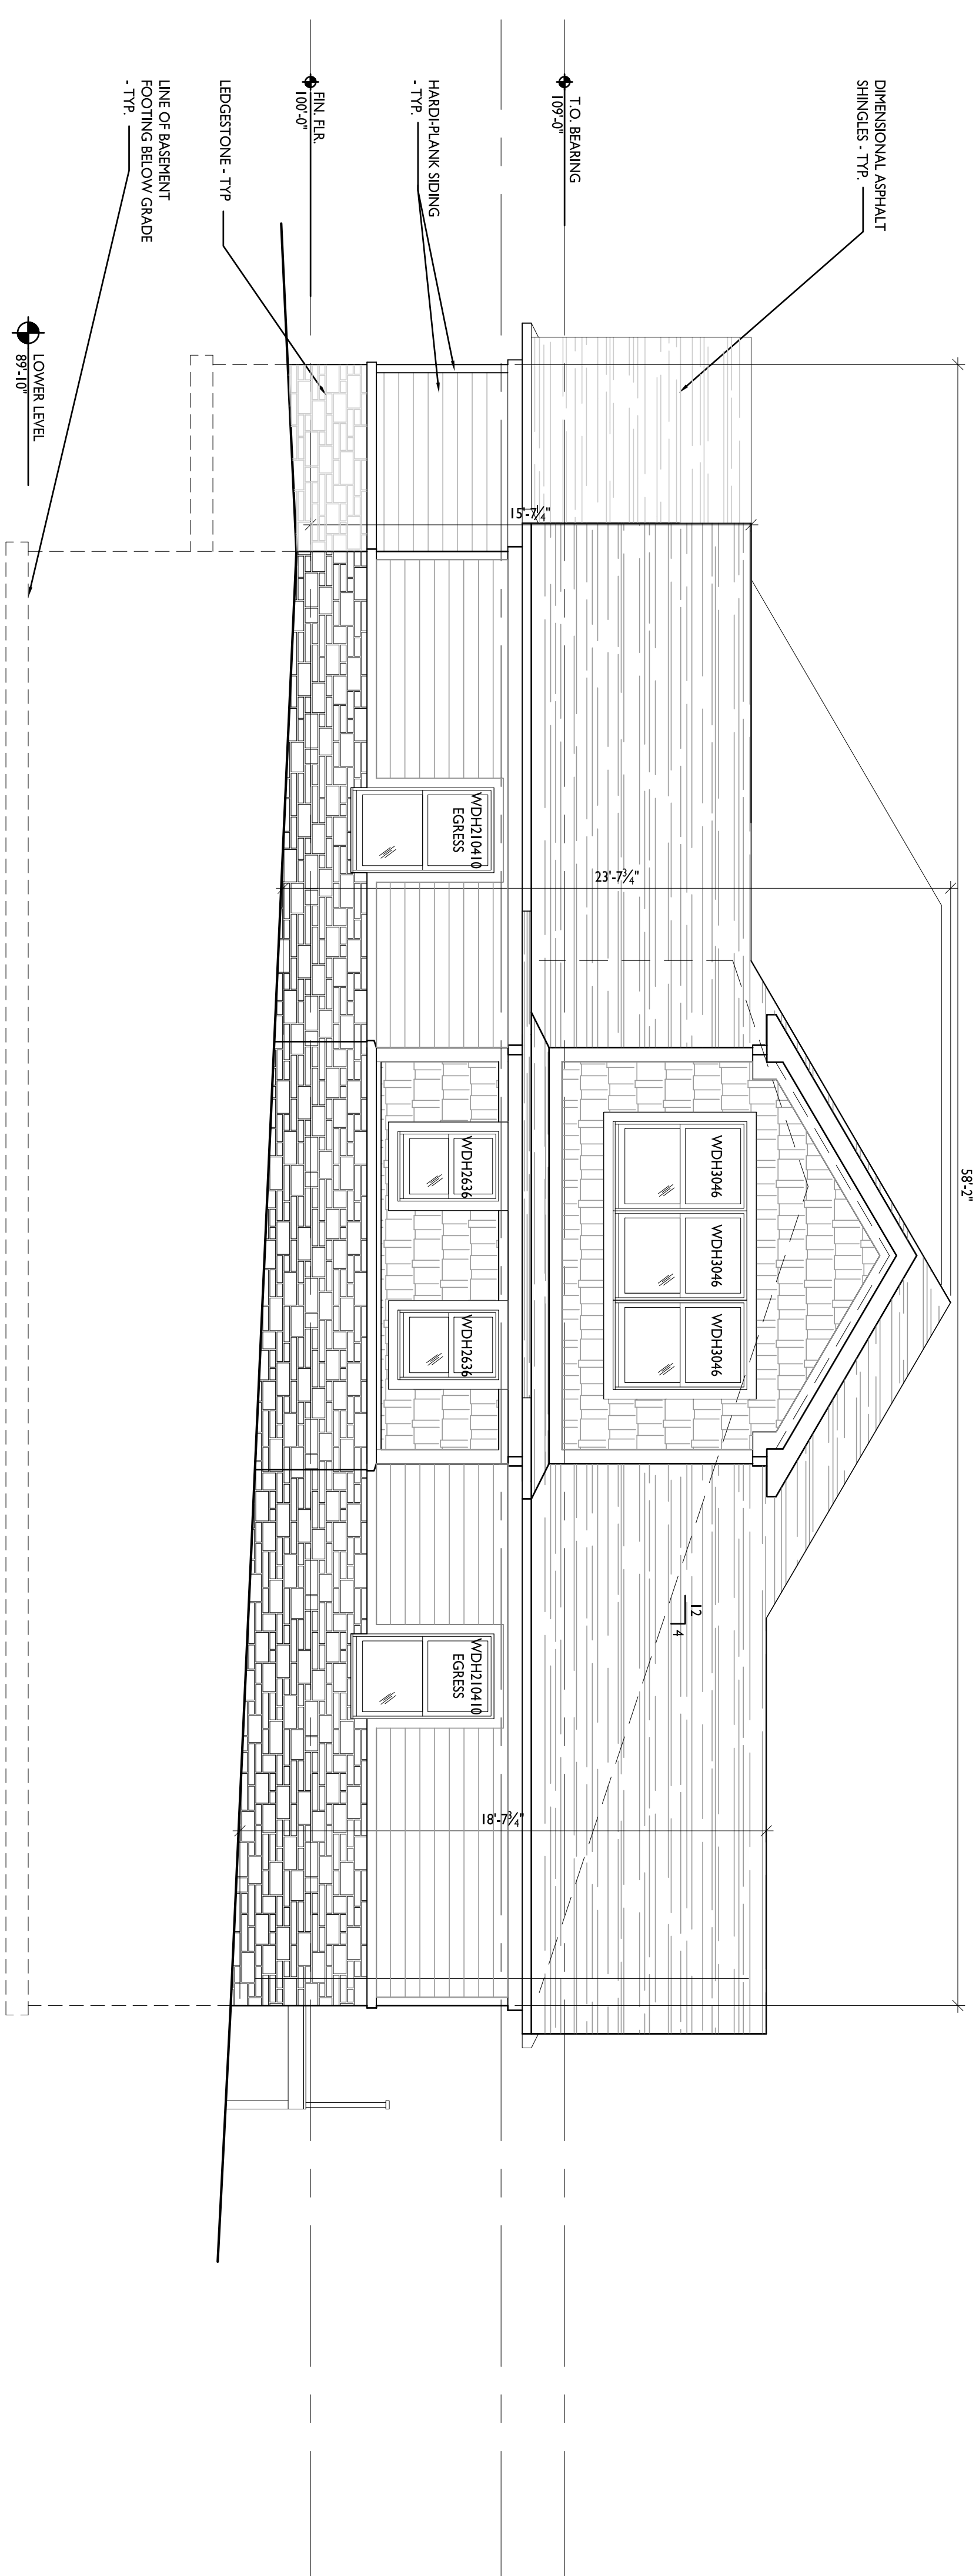 58'-2"
DIMENSIONAL ASPHALT
SHINGLES - TYP.
T.O. BEARING
109'-0"
HARDI-PLANK SIDING
- TYP.
FIN. FLR.
100'-0"
LEDGESTONE - TYP
LINE OF BASEMENT
FOOTING BELOW GRADE
- TYP.
LOWER LEVEL
89'-10"
15'-7¼"
23'-7¾"
18'-7¾"
12
4
WDH3046
WDH3046
WDH3046
WDH210410
EGRESS
WDH2636
WDH2636
WDH210410
EGRESS